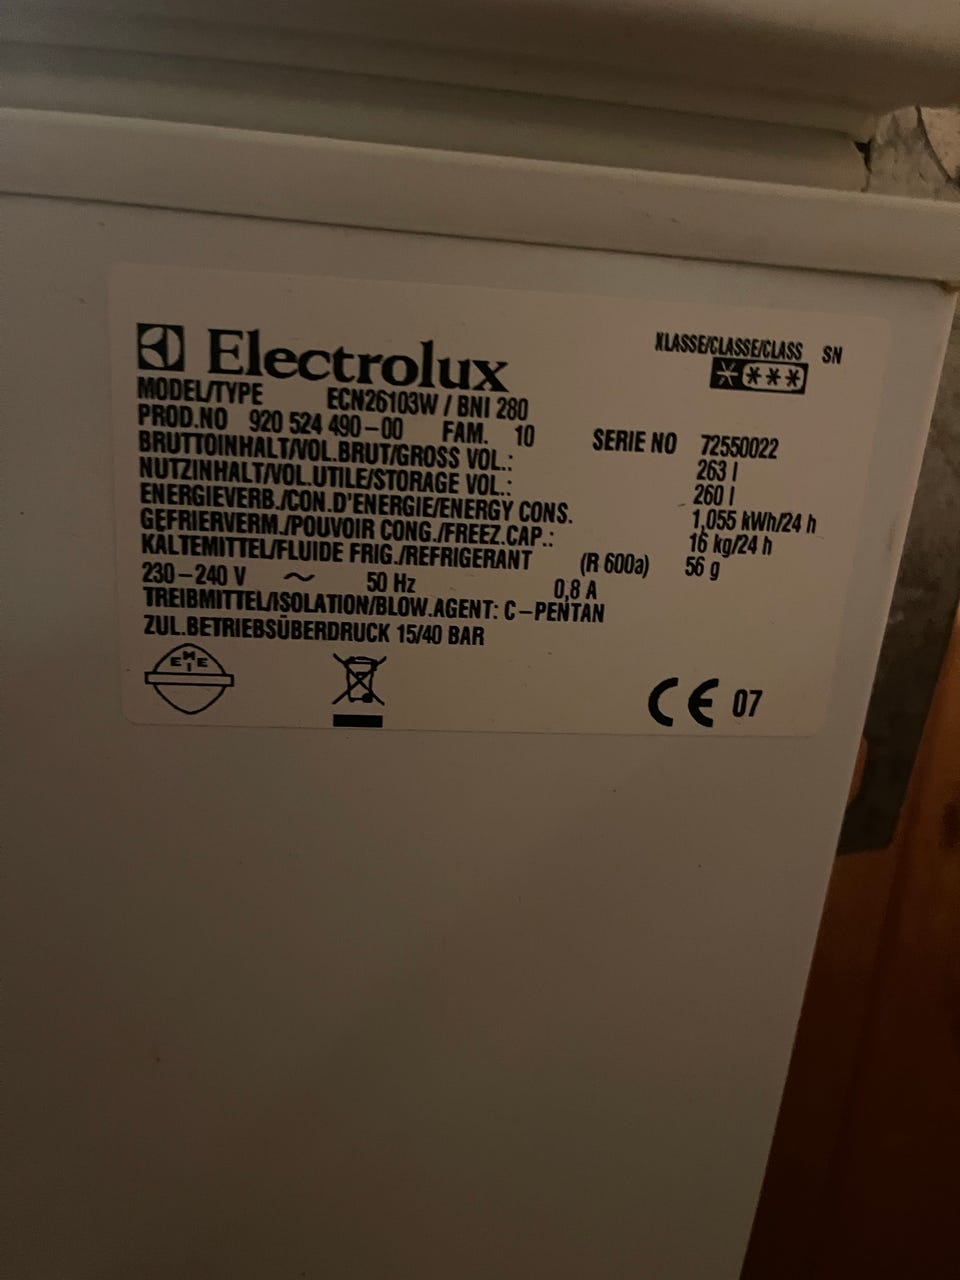 Electrolux
KLASSE/CLASSE/CLASS SN
MODEL/TYPE ECN26103W / BNI 280
PROD.NO 920 524 490-00 FAM. 10 SERIE NO 72550022
BRUTTOINHALT/VOL.BRUT/GROSS VOL.: 263 l
NUTZINHALT/VOL.UTILE/STORAGE VOL.: 260 l
ENERGIEVERB./CON.D'ENERGIE/ENERGY CONS. 1,055 kWh/24 h
GEFRIERVERM./POUVOIR CONG./FREEZ.CAP.: 16 kg/24 h
KALTEMITTEL/FLUIDE FRIG./REFRIGERANT (R 600a) 56 g
230-240 V ~ 50 Hz 0,8 A
TREIBMITTEL/ISOLATION/BLOW.AGENT: C-PENTAN
ZUL.BETRIEBSÜBERDRUCK 15/40 BAR
EMEI
CE 07